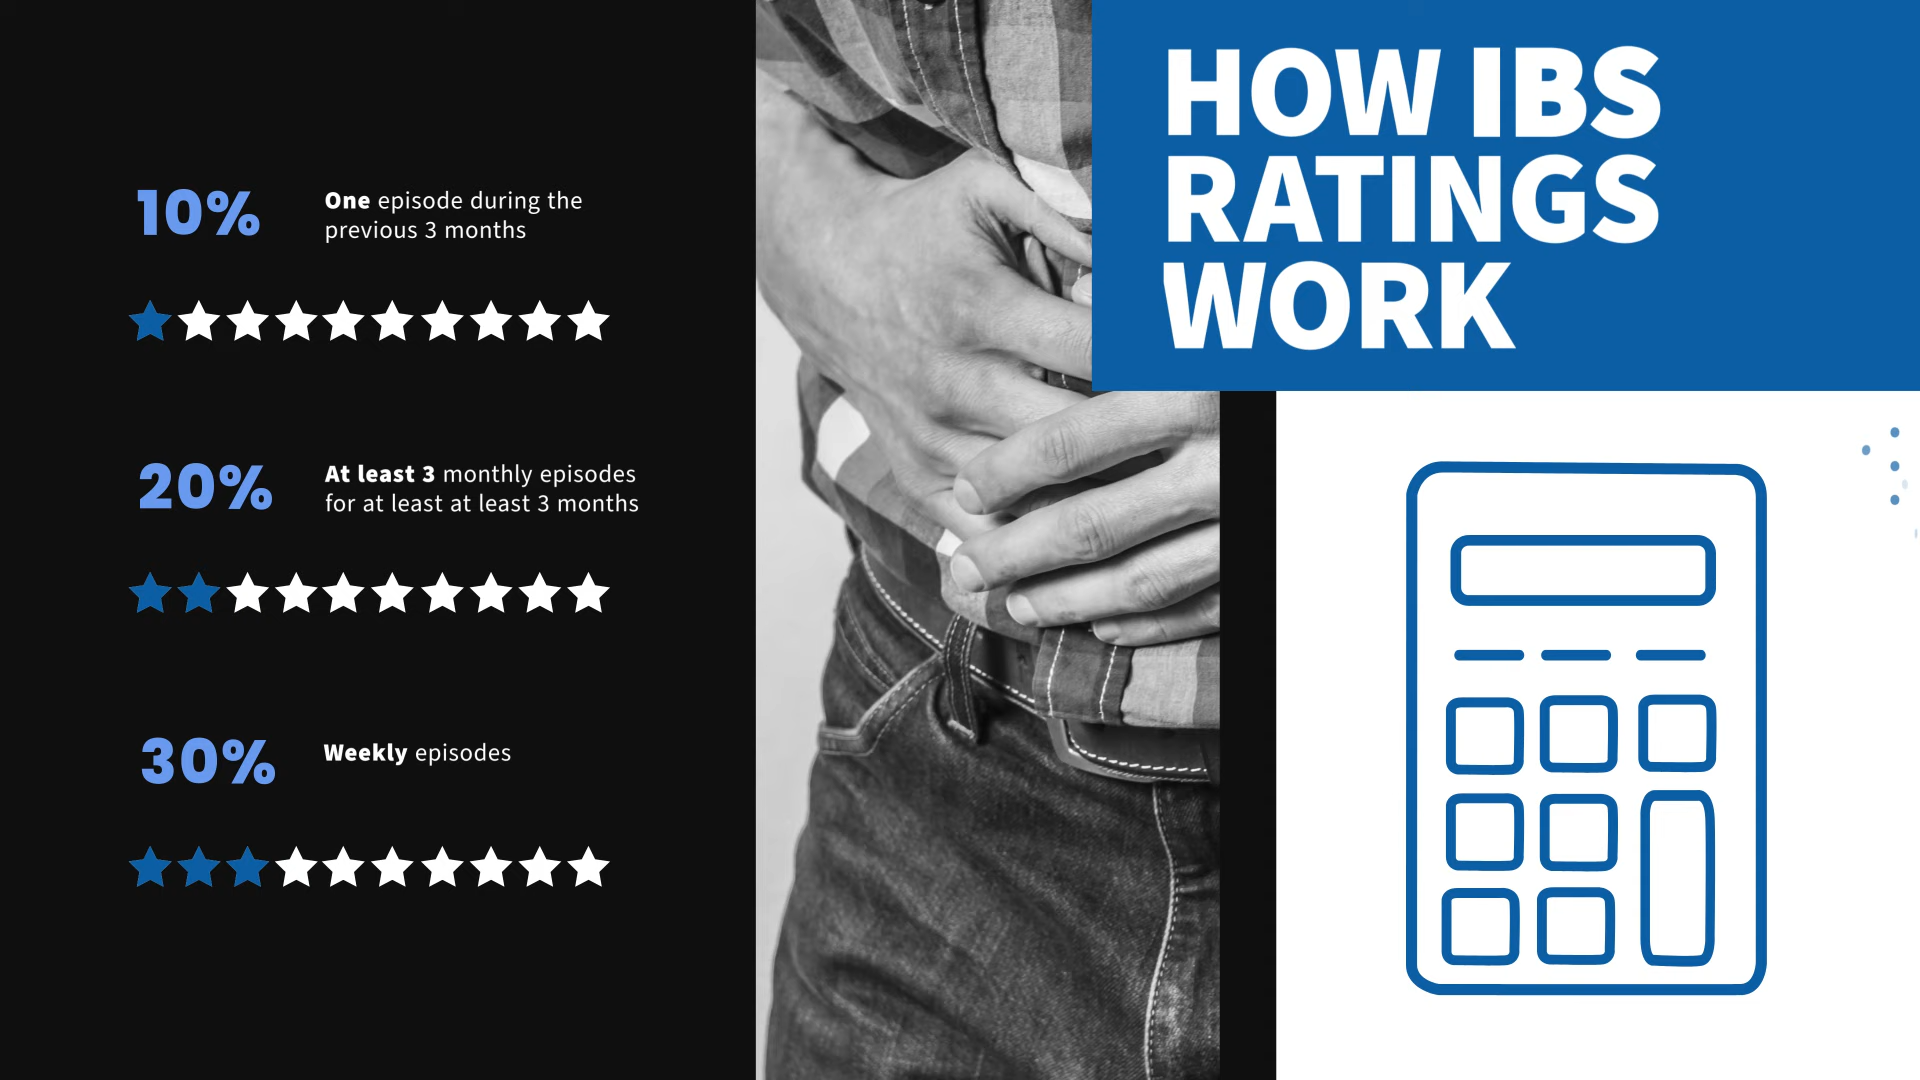 HOW IBS
RATINGS
WORK
10%
One episode during the
previous 3 months
20%
At least 3 monthly episodes
for at least at least 3 months
30%
Weekly episodes